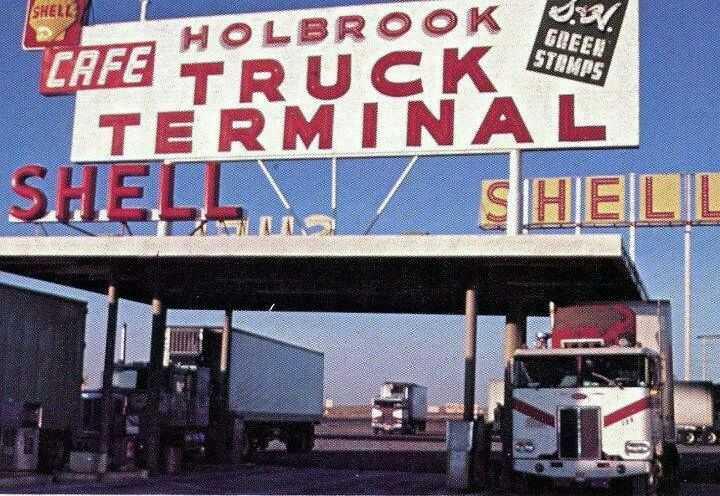 SHELL
CAFE
HOLBROOK
TRUCK
TERMINAL
S.&H.
GREEN
STAMPS
SHELL
SHELL